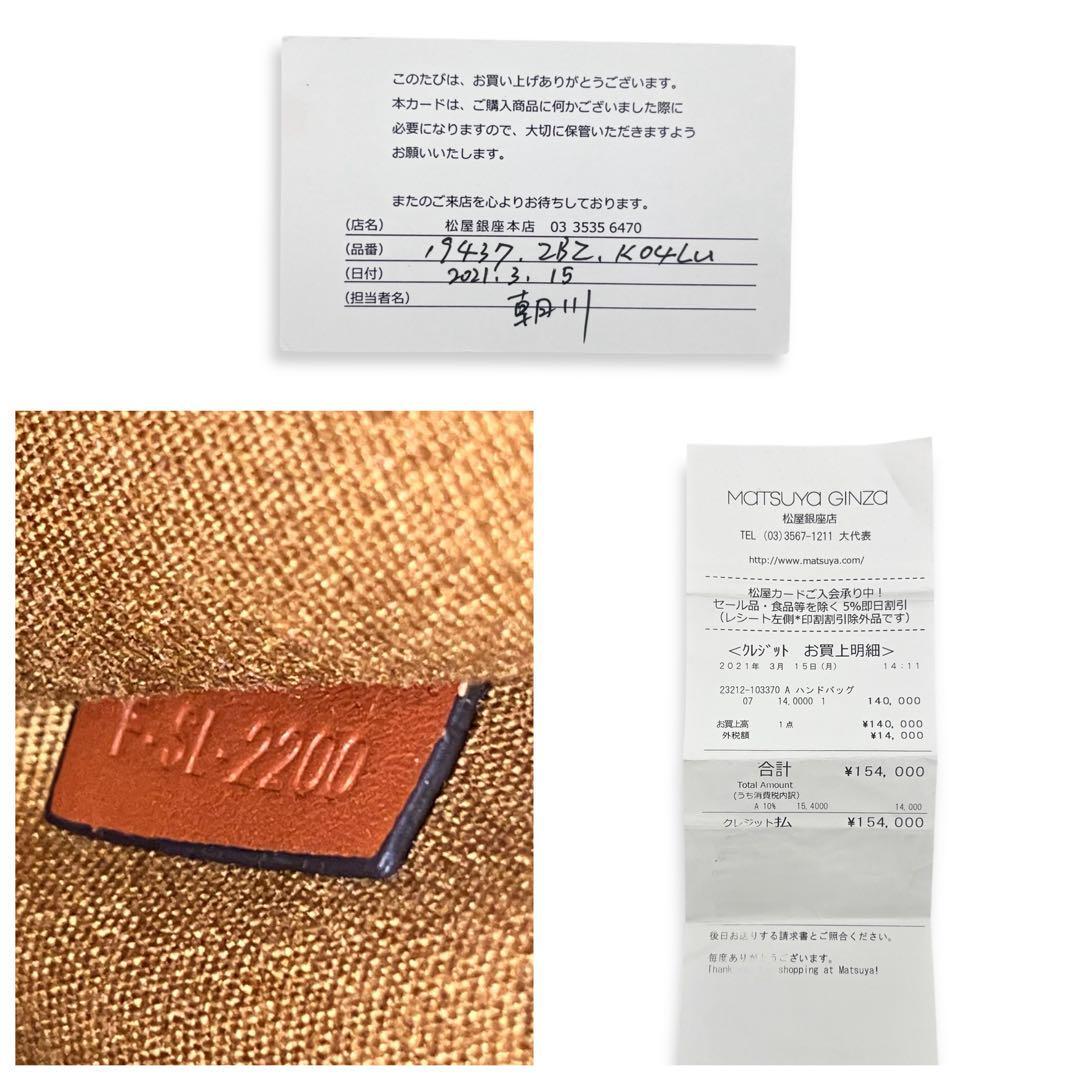 このたびは、お買い上げありがとうございます。
本カードは、ご購入商品に何かございました際に
必要になりますので、大切に保管いただきますよう
お願いいたします。
またのご来店を心よりお待ちしております。
(店名) 松屋銀座本店 03 3535 6470
(品番) 19437. 2BZ. K04Lu
(日付) 2021. 3. 15
(担当者名) 朝川
F·SI·2200
MATSUYA GINZA
松屋銀座店
TEL (03)3567-1211 大代表
http://www.matsuya.com/
松屋カードご入会承り中!
セール品・食品等を除く 5%即日割引
(レシート左側*印割割引除外品です)
<クレジット お買上明細>
2021年 3月 15日(月) 14:11
23212-103370 A ハンドバッグ
07 14,0000 1 140,000
お買上高 1点 ¥140,000
外税額 ¥14,000
合計 ¥154,000
Total Amount
(うち消費税内訳)
A 10% 15,4000 14,000
クレジット払 ¥154,000
後日お送りする請求書とご照合ください。
毎度ありがとうございます。
Thank shopping at Matsuya!